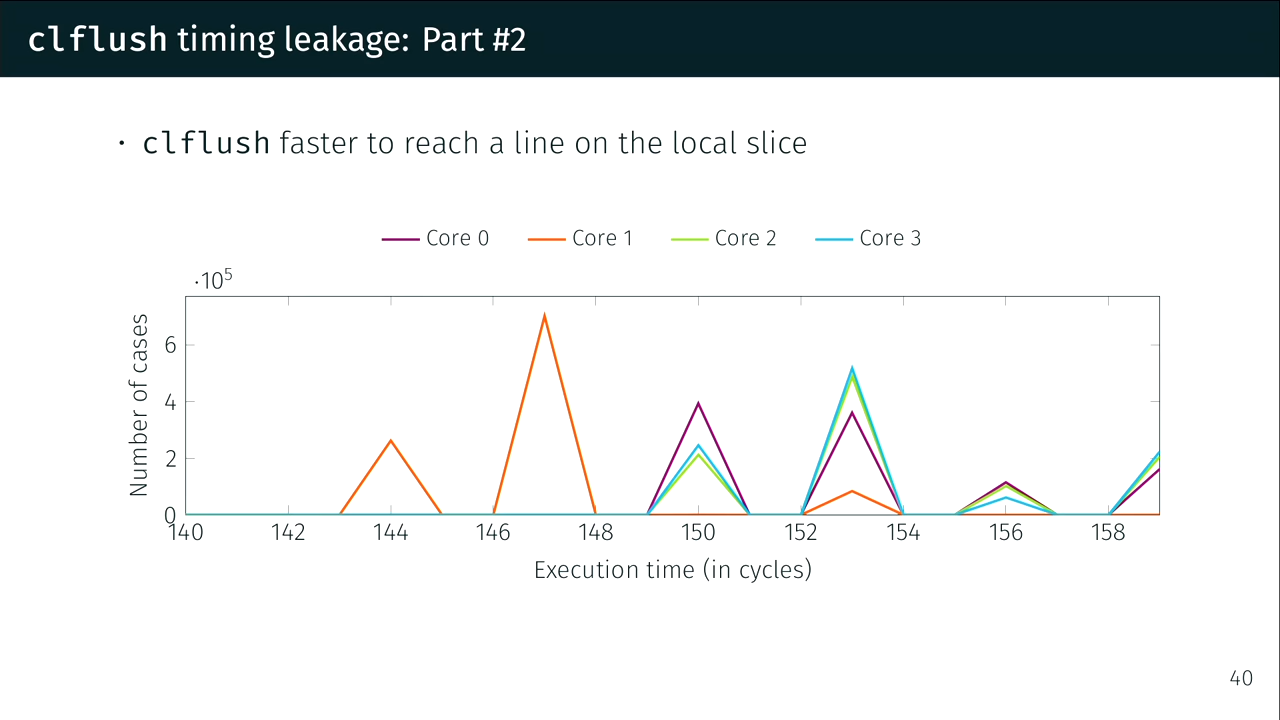 clflush timing leakage: Part #2
· clflush faster to reach a line on the local slice
Core 0 Core 1 Core 2 Core 3
·10⁵
Number of cases
6
4
2
0
140 142 144 146 148 150 152 154 156 158
Execution time (in cycles)
40